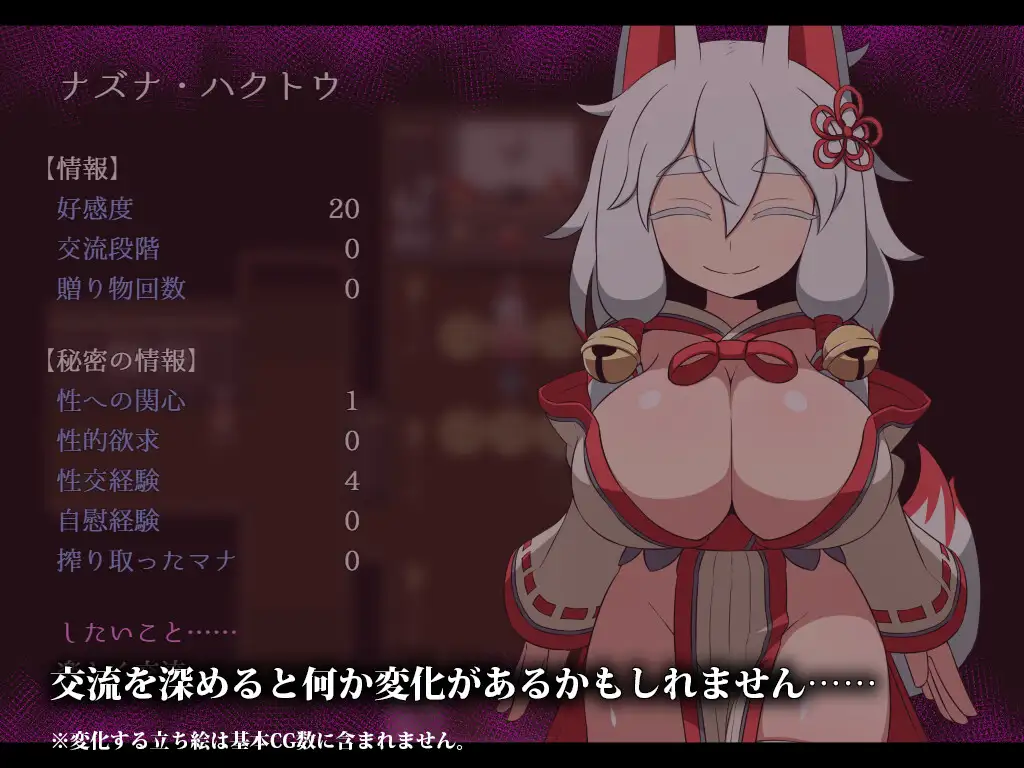 ナズナ・ハクトウ
【情報】
好感度 20
交流段階 0
贈り物回数 0
【秘密の情報】
性への関心 1
性的欲求 0
性交経験 4
自慰経験 0
搾り取ったマナ 0
したいこと……
交流を深めると何か変化があるかもしれません……
※変化する立ち絵は基本CG数に含まれません。